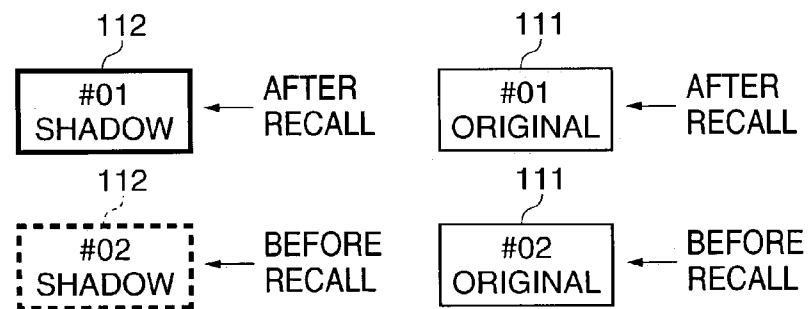 112
#01
SHADOW
AFTER
RECALL
111
#01
ORIGINAL
AFTER
RECALL
112
#02
SHADOW
BEFORE
RECALL
111
#02
ORIGINAL
BEFORE
RECALL